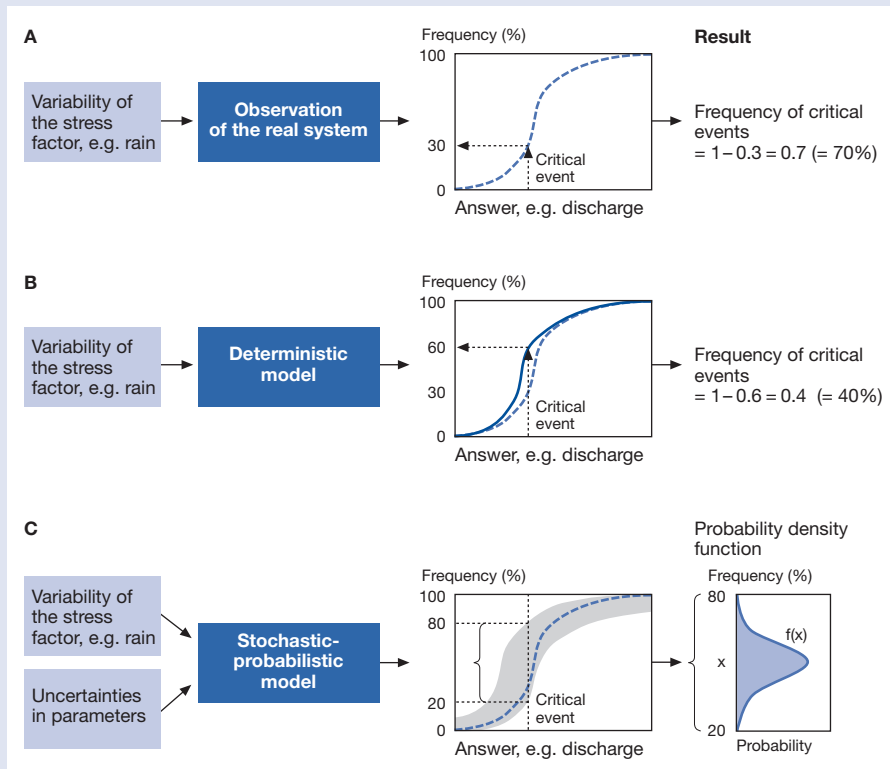 A
Variability of
the stress
factor, e.g. rain
Observation
of the real system
Frequency (%)
100
30
0
Critical
event
Answer, e.g. discharge
Result
Frequency of critical
events
= 1 – 0.3 = 0.7 (= 70%)
B
Variability of
the stress
factor, e.g. rain
Deterministic
model
Frequency (%)
100
60
30
0
Critical
event
Answer, e.g. discharge
Frequency of critical
events
= 1 – 0.6 = 0.4 (= 40%)
C
Variability of
the stress
factor, e.g. rain
Uncertainties
in parameters
Stochastic-
probabilistic
model
Frequency (%)
100
80
20
0
Critical
event
Answer, e.g. discharge
Probability density
function
Frequency (%)
80
x
20
f(x)
Probability